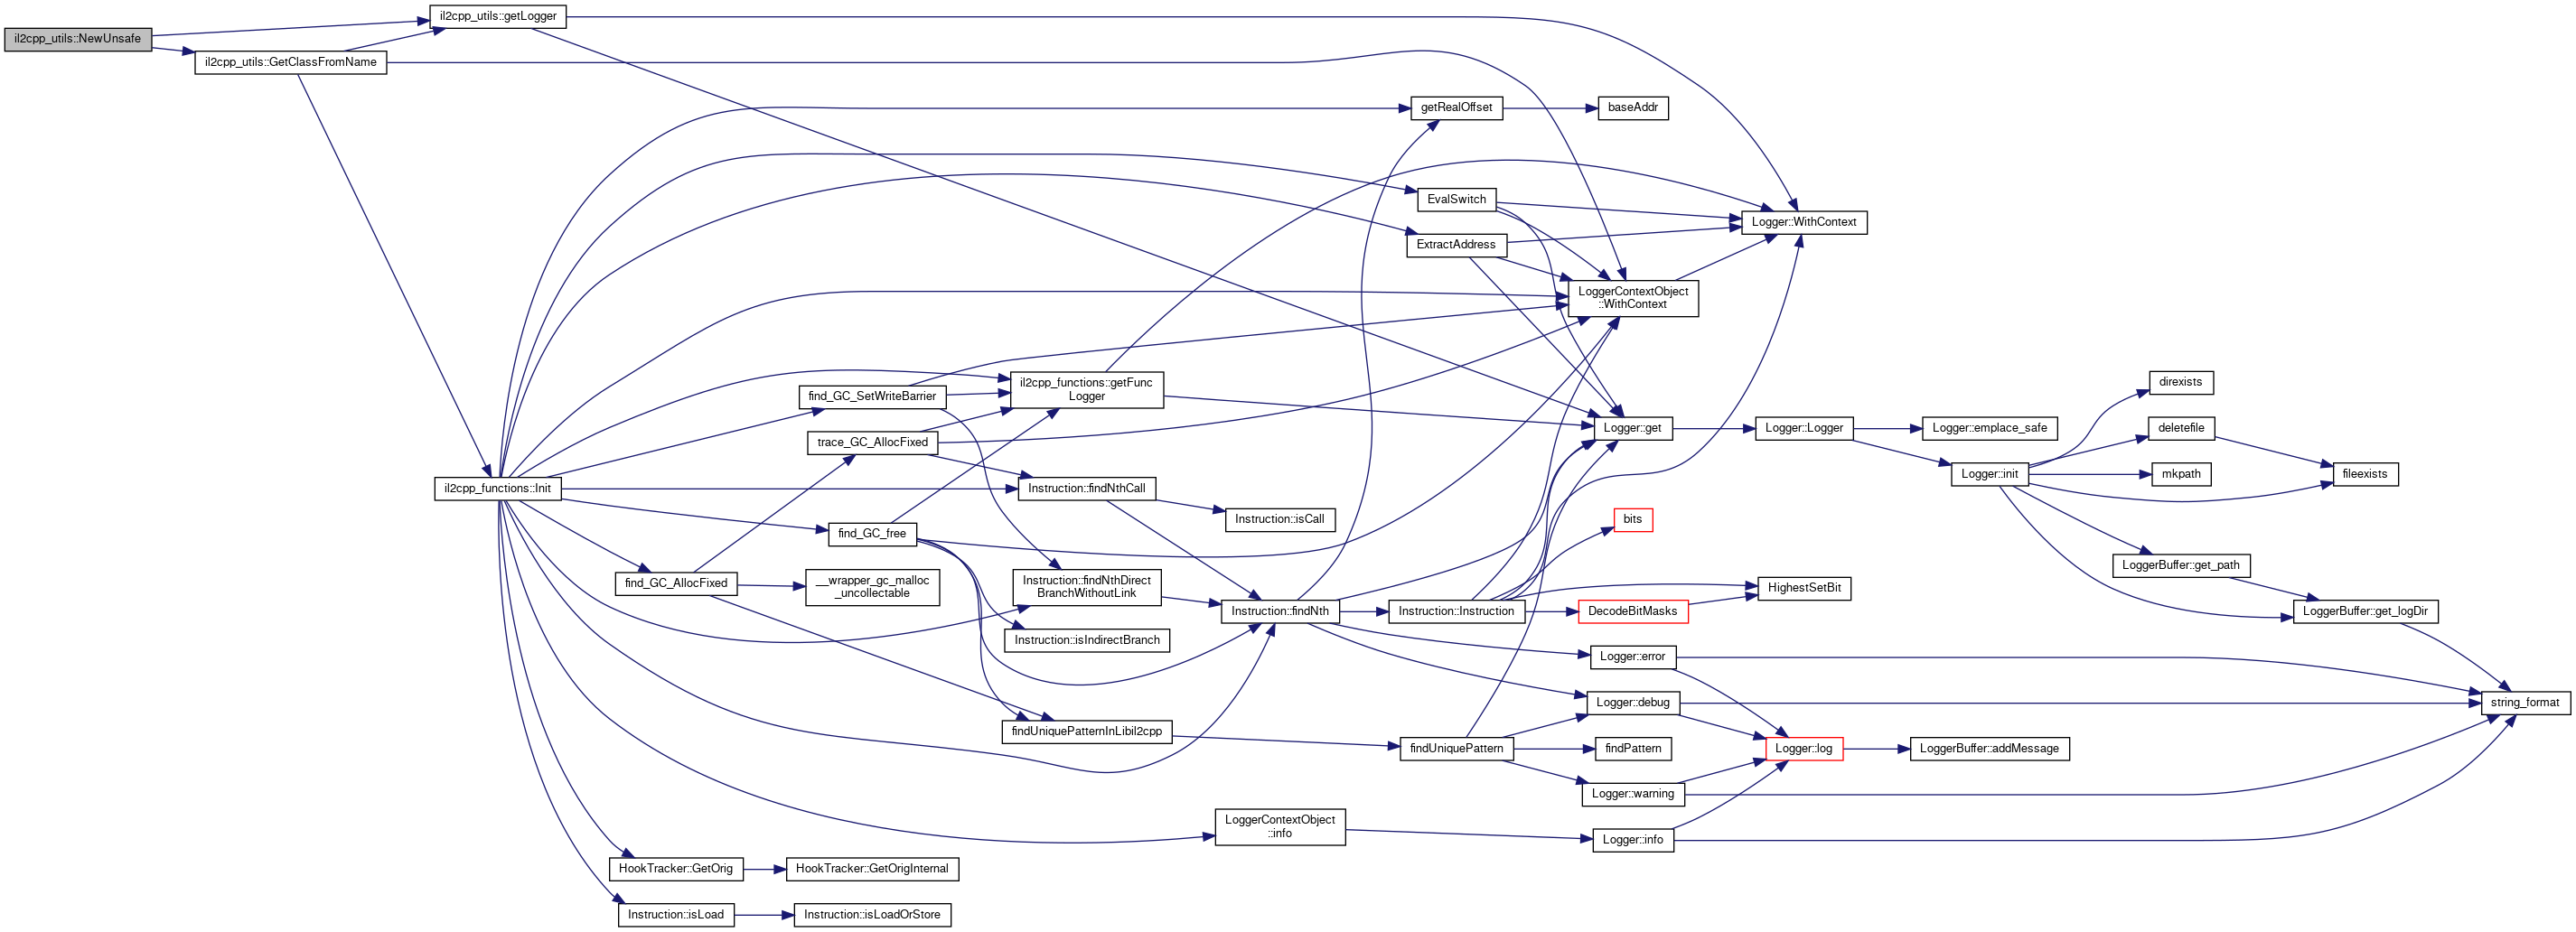 il2cpp_utils::NewUnsafe
il2cpp_utils::getLogger
il2cpp_utils::GetClassFromName
getRealOffset
baseAddr
EvalSwitch
Logger::WithContext
ExtractAddress
LoggerContextObject
::WithContext
il2cpp_functions::getFunc
Logger
find_GC_SetWriteBarrier
direxists
trace_GC_AllocFixed
Logger::get
Logger::Logger
Logger::emplace_safe
deletefile
il2cpp_functions::Init
Instruction::findNthCall
Logger::init
mkpath
fileexists
Instruction::isCall
bits
find_GC_free
LoggerBuffer::get_path
find_GC_AllocFixed
__wrapper_gc_malloc
_uncollectable
Instruction::findNthDirect
BranchWithoutLink
HighestSetBit
Instruction::findNth
Instruction::Instruction
DecodeBitMasks
LoggerBuffer::get_logDir
Instruction::isIndirectBranch
Logger::error
Logger::debug
string_format
findUniquePatternInLibil2cpp
findUniquePattern
findPattern
Logger::log
LoggerBuffer::addMessage
Logger::warning
LoggerContextObject
::info
Logger::info
HookTracker::GetOrig
HookTracker::GetOrigInternal
Instruction::isLoad
Instruction::isLoadOrStore